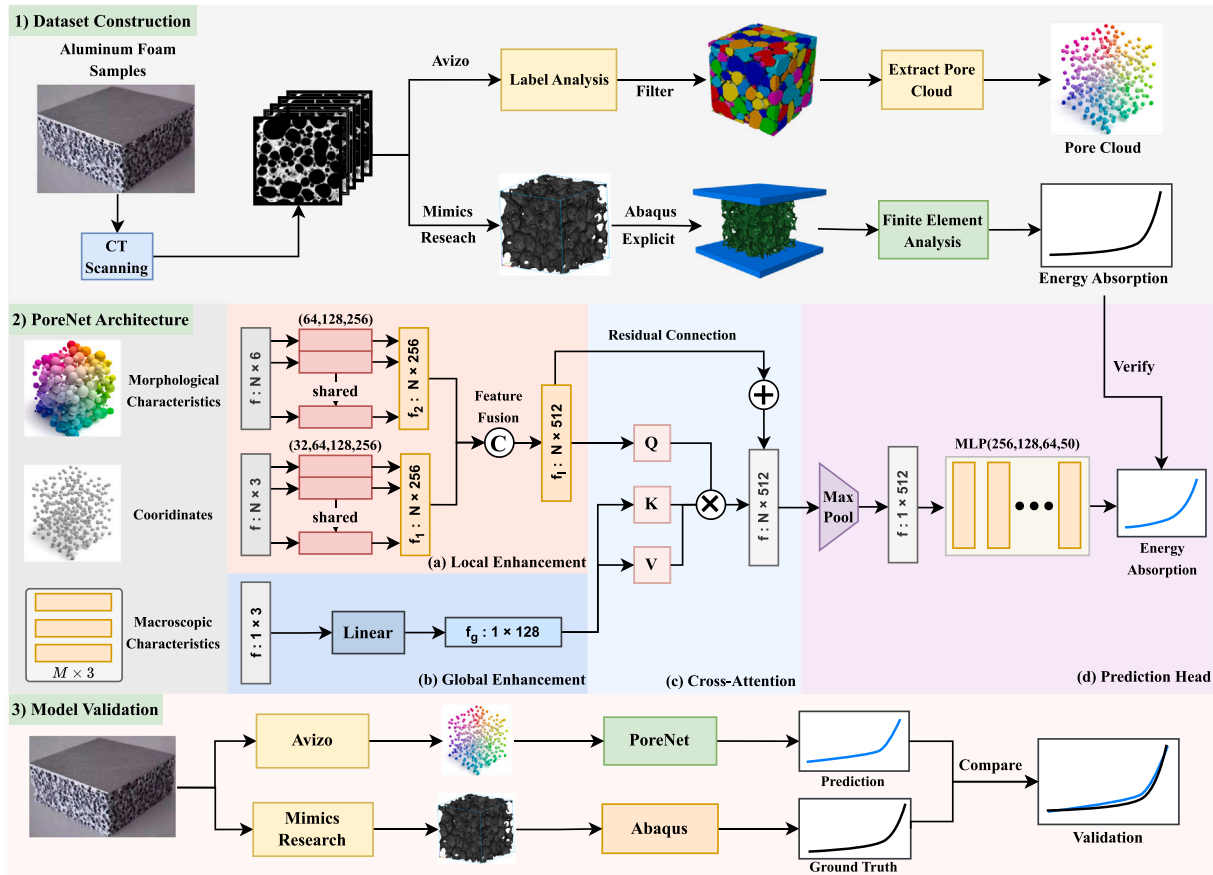 1) Dataset Construction
Aluminum Foam
Samples
CT
Scanning
Avizo
Label Analysis
Filter
Extract Pore
Cloud
Pore Cloud
Mimics
Reseach
Abaqus
Explicit
Finite Element
Analysis
Energy Absorption
2) PoreNet Architecture
Morphological
Characteristics
Cooridinates
Macroscopic
Characteristics
M × 3
f : N × 6
(64,128,256)
shared
f2 : N × 256
f : N × 3
(32,64,128,256)
shared
f1 : N × 256
Feature
Fusion
C
fl : N × 512
(a) Local Enhancement
f : 1 × 3
Linear
fg : 1 × 128
(b) Global Enhancement
Residual Connection
Q
K
V
f : N × 512
(c) Cross-Attention
Max
Pool
f : 1 × 512
MLP(256,128,64,50)
Verify
Energy
Absorption
(d) Prediction Head
3) Model Validation
Avizo
PoreNet
Prediction
Mimics
Research
Abaqus
Ground Truth
Compare
Validation